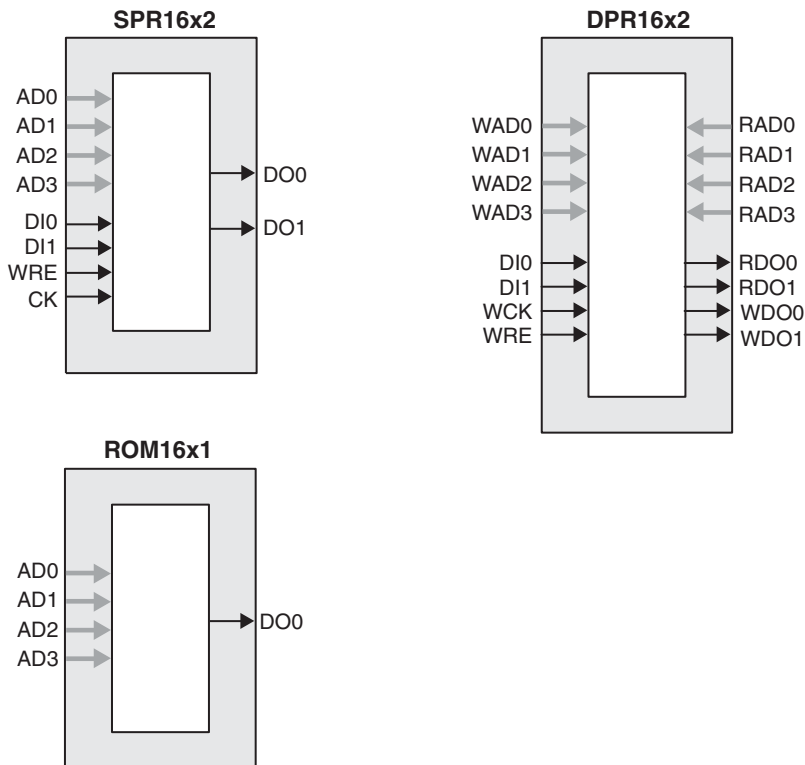 SPR16x2
AD0
AD1
AD2
AD3
DI0
DI1
WRE
CK
DO0
DO1
DPR16x2
WAD0
WAD1
WAD2
WAD3
DI0
DI1
WCK
WRE
RAD0
RAD1
RAD2
RAD3
RDO0
RDO1
WDO0
WDO1
ROM16x1
AD0
AD1
AD2
AD3
DO0